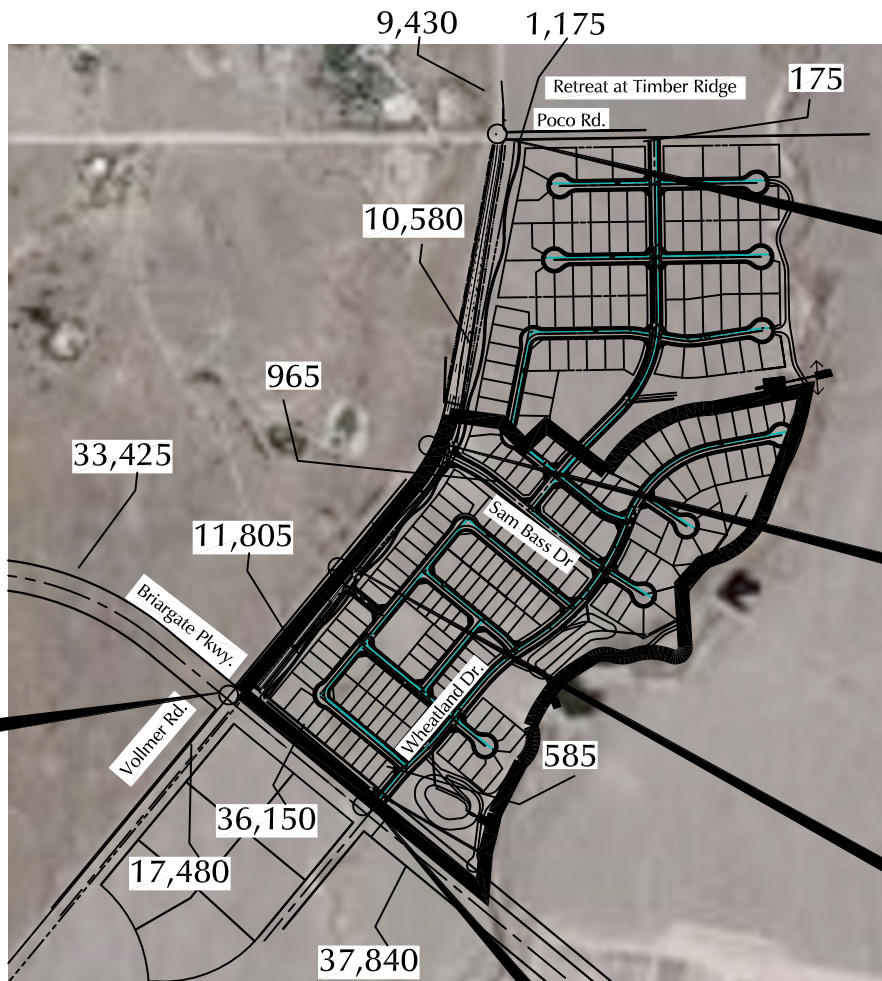 9,430
1,175
Retreat at Timber Ridge
175
Poco Rd.
10,580
965
33,425
Sam Bass Dr
11,805
Briargate Pkwy.
Wheatland Dr.
Vollmer Rd.
585
36,150
17,480
37,840